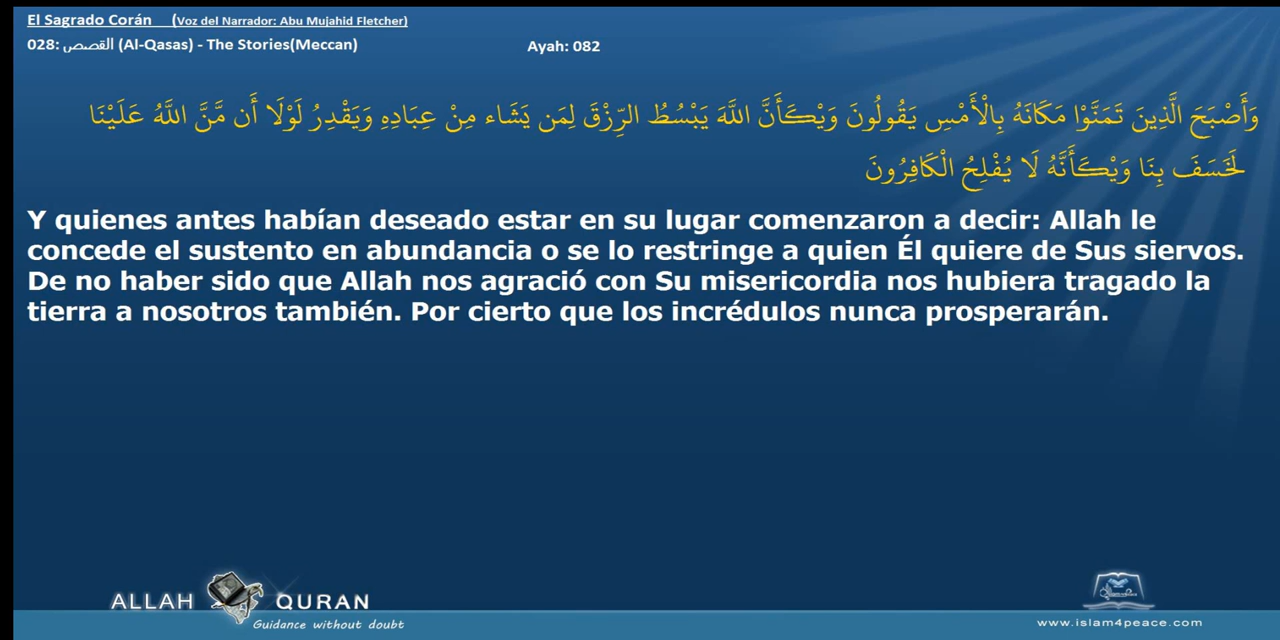 El Sagrado Corán (Voz del Narrador: Abu Mujahid Fletcher)
028: القصص (Al-Qasas) - The Stories(Meccan) Ayah: 082
وَأَصْبَحَ الَّذِينَ تَمَنَّوْا مَكَانَهُ بِالْأَمْسِ يَقُولُونَ وَيْكَأَنَّ اللَّهَ يَبْسُطُ الرِّزْقَ لِمَن يَشَاء مِنْ عِبَادِهِ وَيَقْدِرُ لَوْلَا أَن مَّنَّ اللَّهُ عَلَيْنَا
لَخَسَفَ بِنَا وَيْكَأَنَّهُ لَا يُفْلِحُ الْكَافِرُونَ
Y quienes antes habían deseado estar en su lugar comenzaron a decir: Allah le
concede el sustento en abundancia o se lo restringe a quien Él quiere de Sus siervos.
De no haber sido que Allah nos agració con Su misericordia nos hubiera tragado la
tierra a nosotros también. Por cierto que los incrédulos nunca prosperarán.
ALLAH QURAN
Guidance without doubt
www.islam4peace.com